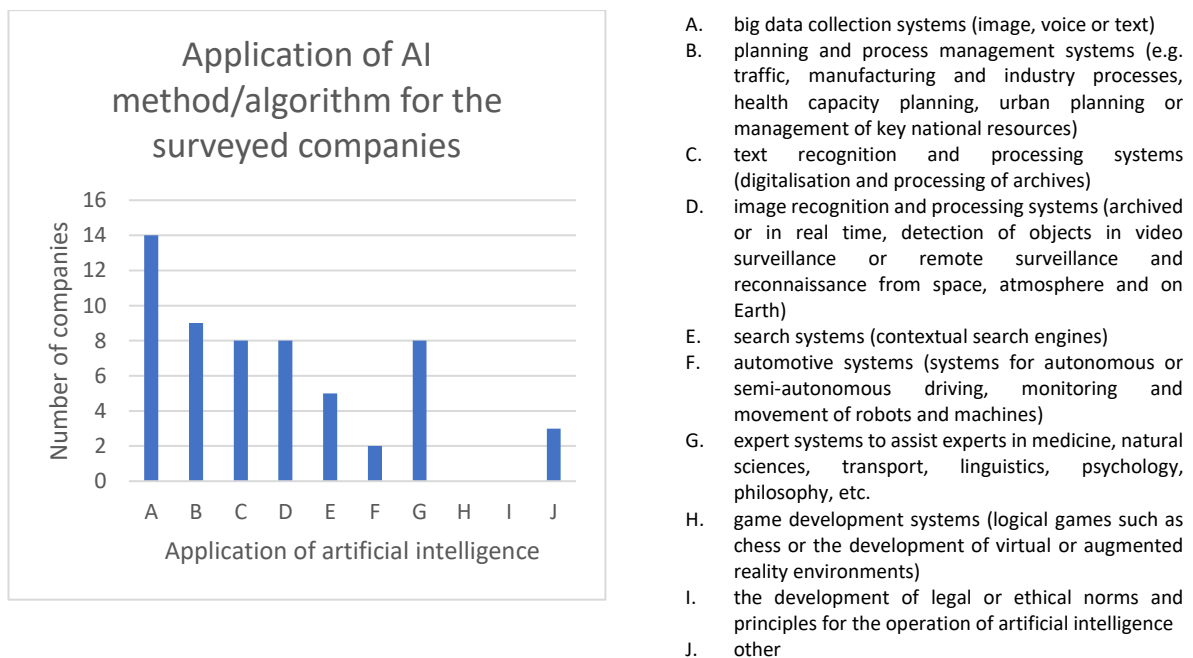 Application of AI
method/algorithm for the
surveyed companies
16
14
12
10
8
6
4
2
0
Number of companies
A B C D E F G H I J
Application of artificial intelligence
A. big data collection systems (image, voice or text)
B. planning and process management systems (e.g.
traffic, manufacturing and industry processes,
health capacity planning, urban planning or
management of key national resources)
C. text recognition and processing systems
(digitalisation and processing of archives)
D. image recognition and processing systems (archived
or in real time, detection of objects in video
surveillance or remote surveillance and
reconnaissance from space, atmosphere and on
Earth)
E. search systems (contextual search engines)
F. automotive systems (systems for autonomous or
semi-autonomous driving, monitoring and
movement of robots and machines)
G. expert systems to assist experts in medicine, natural
sciences, transport, linguistics, psychology,
philosophy, etc.
H. game development systems (logical games such as
chess or the development of virtual or augmented
reality environments)
I. the development of legal or ethical norms and
principles for the operation of artificial intelligence
J. other